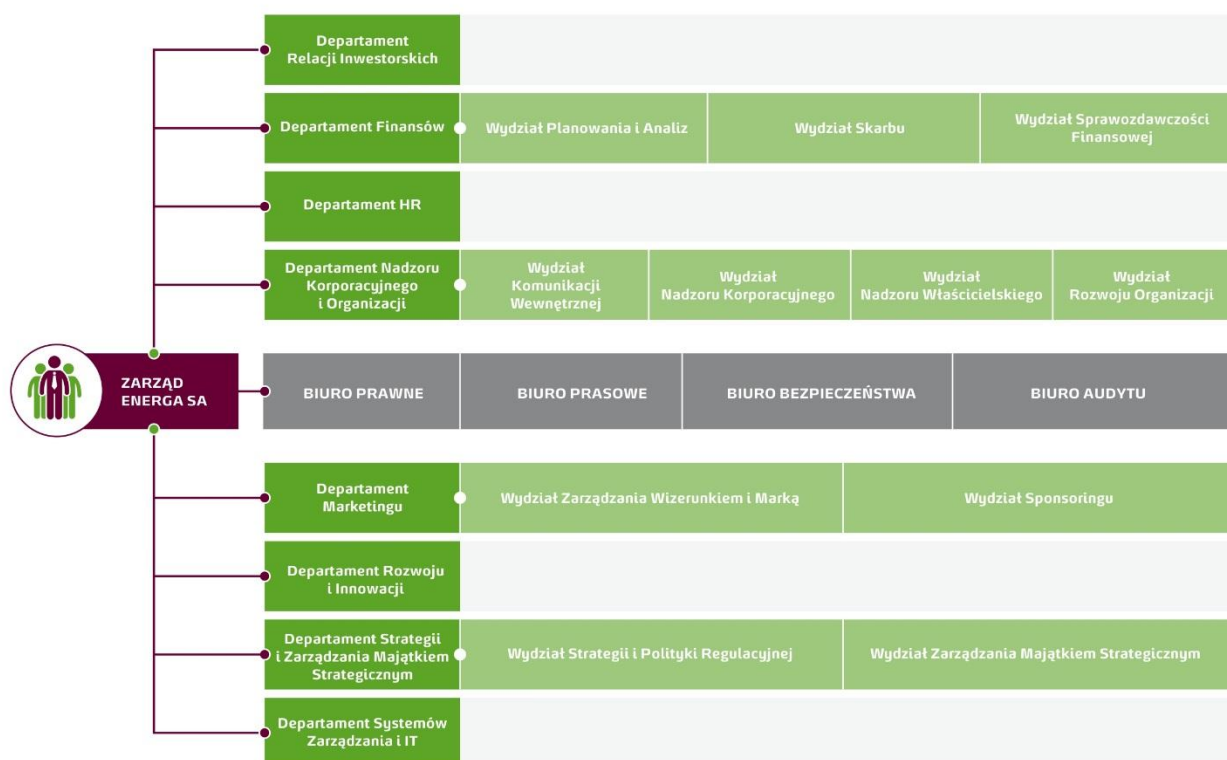 Departament
Relacji Inwestorskich
Departament Finansów
Wydział Planowania i Analiz
Wydział Skarbu
Wydział Sprawozdawczości
Finansowej
Departament HR
Departament Nadzoru
Korporacyjnego
i Organizacji
Wydział
Komunikacji
Wewnętrznej
Wydział
Nadzoru Korporacyjnego
Wydział
Nadzoru Właścicielskiego
Wydział
Rozwoju Organizacji
ZARZĄD
ENERGA SA
BIURO PRAWNE
BIURO PRASOWE
BIURO BEZPIECZEŃSTWA
BIURO AUDYTU
Departament
Marketingu
Wydział Zarządzania Wizerunkiem i Marką
Wydział Sponsoringu
Departament Rozwoju
i Innowacji
Departament Strategii
i Zarządzania Majątkiem
Strategicznym
Wydział Strategii i Polityki Regulacyjnej
Wydział Zarządzania Majątkiem Strategicznym
Departament Systemów
Zarządzania i IT